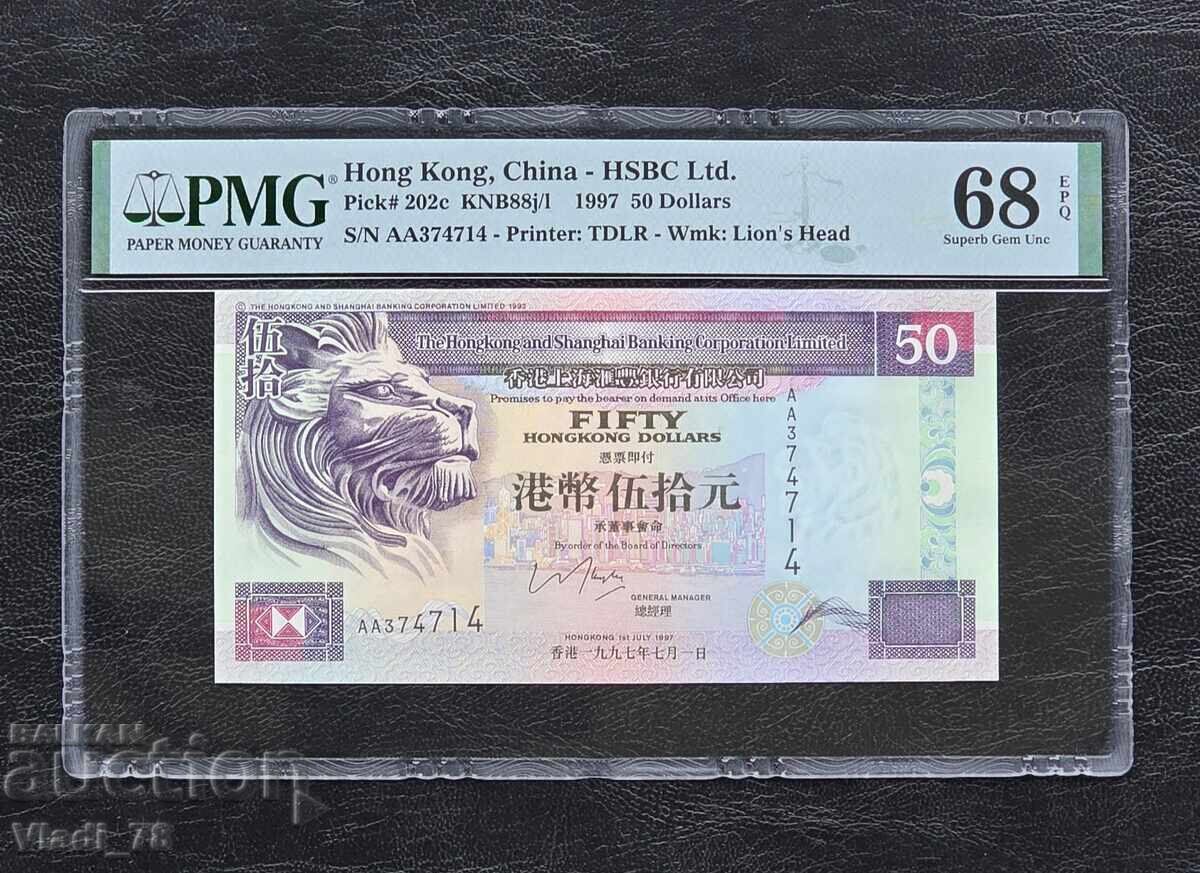 PMG®
PAPER MONEY GUARANTY
Hong Kong, China - HSBC Ltd.
Pick# 202c KNB88j/l 1997 50 Dollars
S/N AA374714 - Printer: TDLR - Wmk: Lion's Head
68
EPQ
Superb Gem Unc
© THE HONGKONG AND SHANGHAI BANKING CORPORATION LIMITED 1993
伍拾
The Hongkong and Shanghai Banking Corporation Limited
50
香港上海滙豐銀行有限公司
Promises to pay the bearer on demand at its Office here
FIFTY
HONGKONG DOLLARS
憑票即付
港幣伍拾元
承董事會命
By order of the Board of Directors
GENERAL MANAGER
總經理
AA374714
AA374714
HONGKONG 1st JULY 1997
香港一九九七年七月一日
BALKAN
auction
Vladi_78